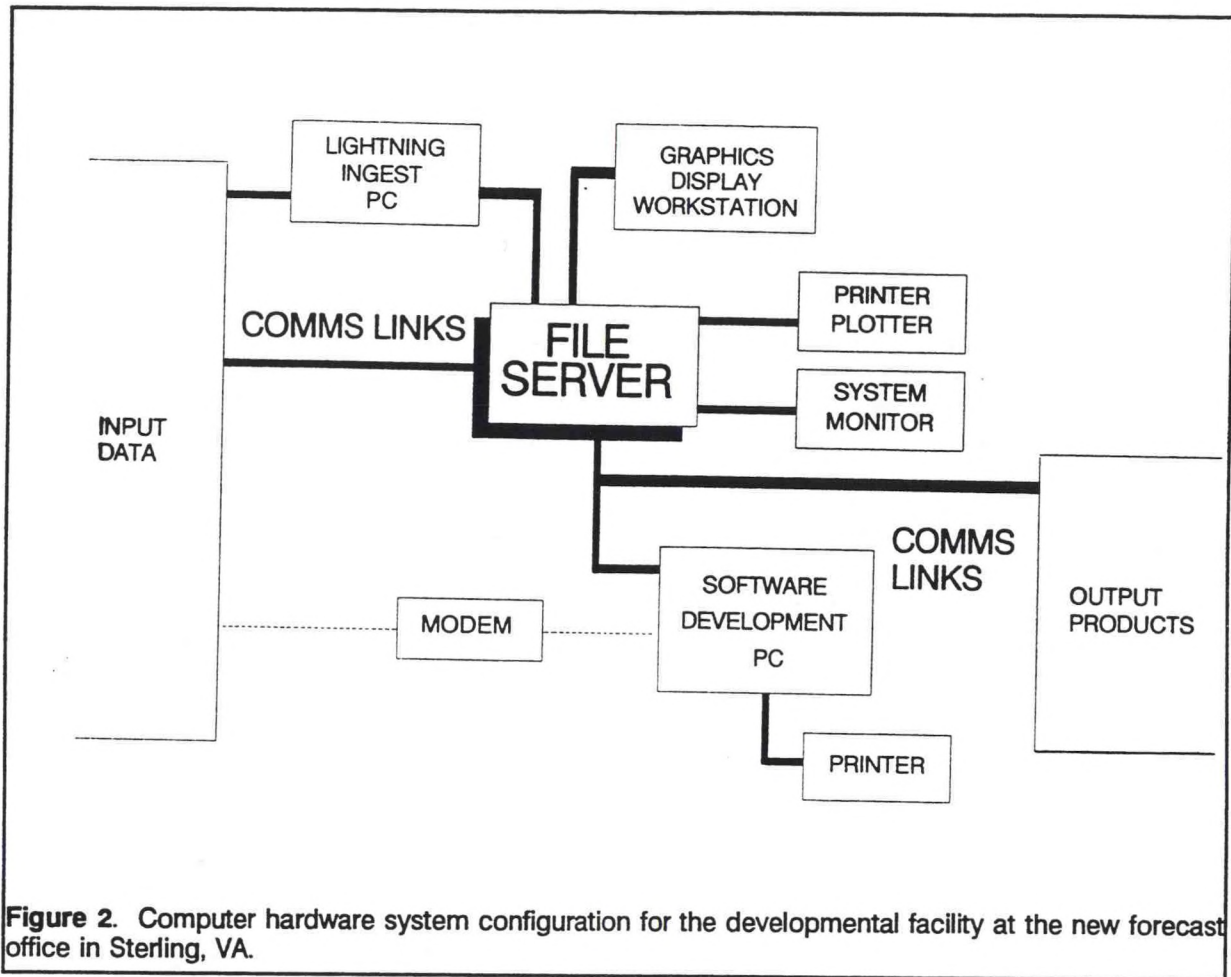 LIGHTNING
INGEST
PC
GRAPHICS
DISPLAY
WORKSTATION
PRINTER
PLOTTER
COMMS LINKS
FILE
SERVER
SYSTEM
MONITOR
INPUT
DATA
COMMS
LINKS
SOFTWARE
DEVELOPMENT
PC
MODEM
OUTPUT
PRODUCTS
PRINTER
Figure 2. Computer hardware system configuration for the developmental facility at the new forecast
office in Sterling, VA.